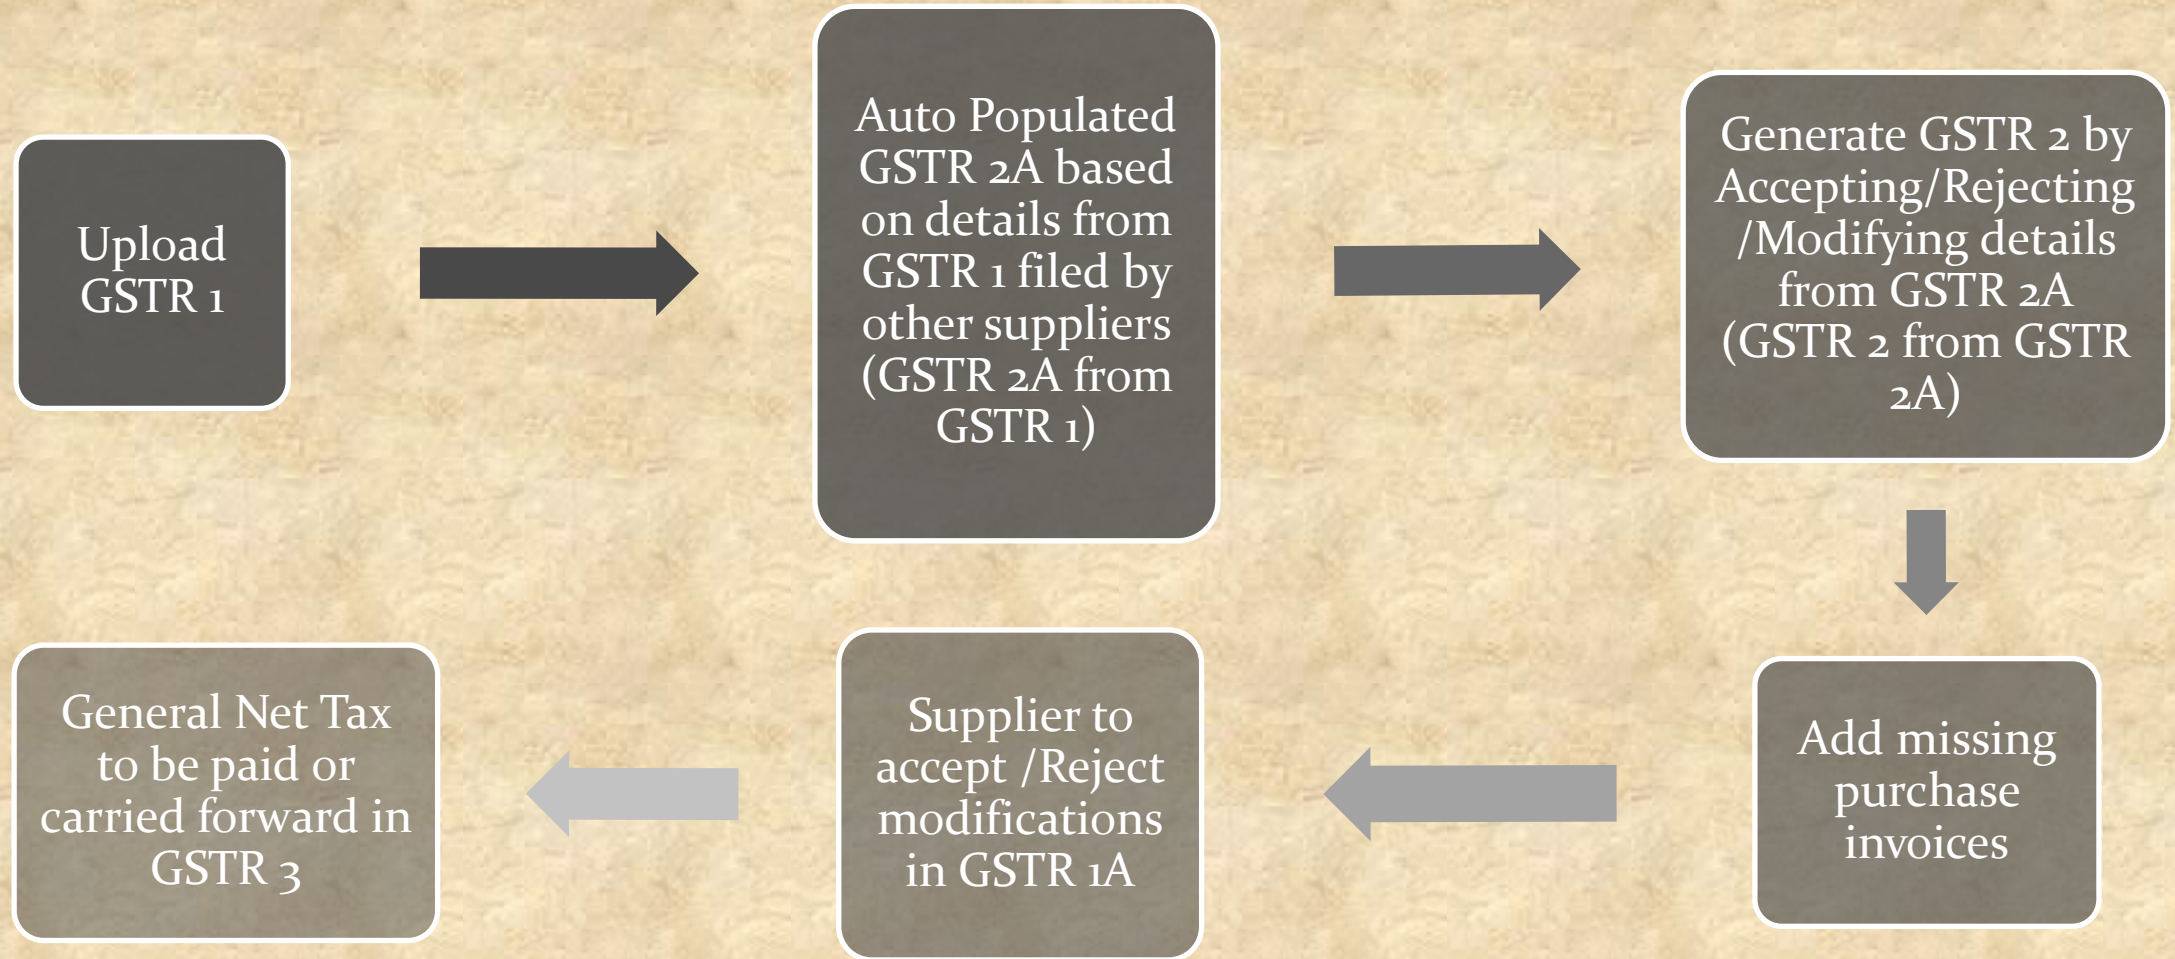 Upload
GSTR 1
Auto Populated
GSTR 2A based
on details from
GSTR 1 filed by
other suppliers
(GSTR 2A from
GSTR 1)
Generate GSTR 2 by
Accepting/Rejecting
/Modifying details
from GSTR 2A
(GSTR 2 from GSTR
2A)
Add missing
purchase
invoices
Supplier to
accept /Reject
modifications
in GSTR 1A
General Net Tax
to be paid or
carried forward in
GSTR 3